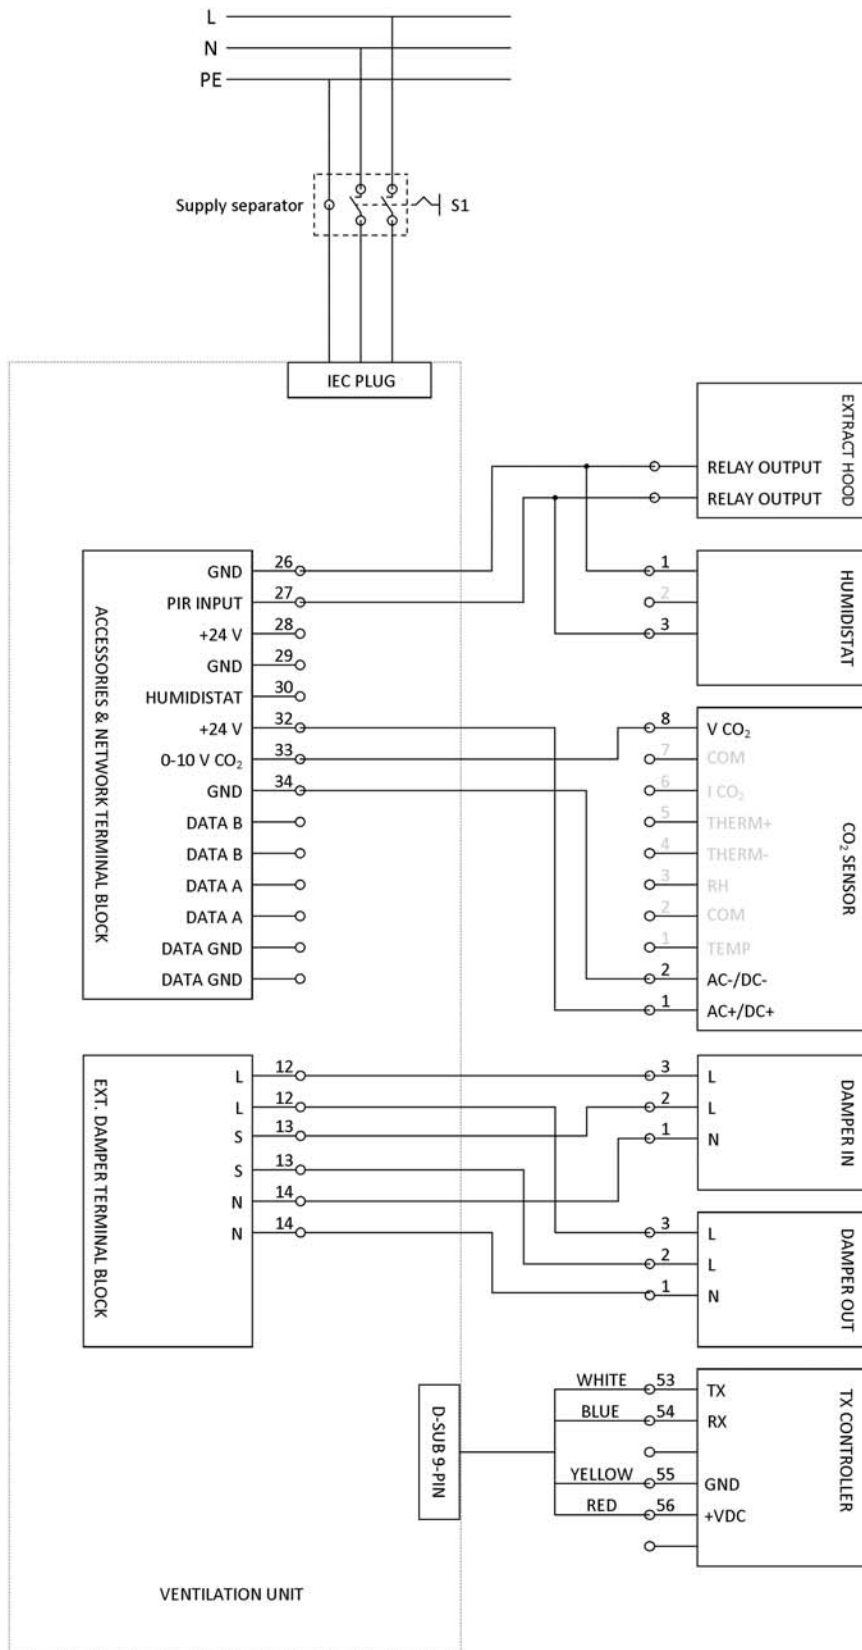 L
N
PE
Supply separator
S1
IEC PLUG
EXTRACT HOOD
RELAY OUTPUT
RELAY OUTPUT
ACCESSORIES & NETWORK TERMINAL BLOCK
GND 26
PIR INPUT 27
+24 V 28
GND 29
HUMIDISTAT 30
+24 V 32
0-10 V CO₂ 33
GND 34
DATA B
DATA B
DATA A
DATA A
DATA GND
DATA GND
HUMIDISTAT
1
2
3
CO₂ SENSOR
8 V CO₂
7 COM
6 I CO₂
5 THERM+
4 THERM-
3 RH
2 COM
1 TEMP
2 AC-/DC-
1 AC+/DC+
EXT. DAMPER TERMINAL BLOCK
L 12
L 12
S 13
S 13
N 14
N 14
DAMPER IN
3 L
2 L
1 N
DAMPER OUT
3 L
2 L
1 N
D-SUB 9-PIN
TX CONTROLLER
WHITE 53 TX
BLUE 54 RX
YELLOW 55 GND
RED 56 +VDC
VENTILATION UNIT